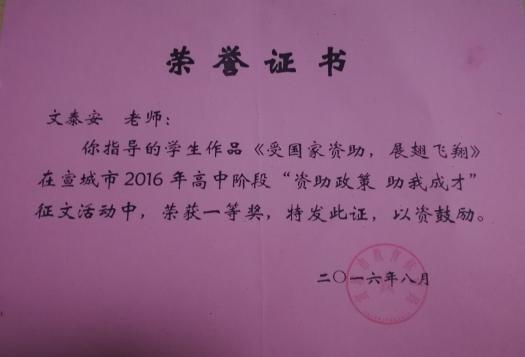 荣誉证书
文泰安 老师：
你指导的学生作品《受国家资助，展翅飞翔》
在宣城市2016年高中阶段“资助政策 助我成才”
征文活动中，荣获一等奖，特发此证，以资鼓励。
二〇一六年八月